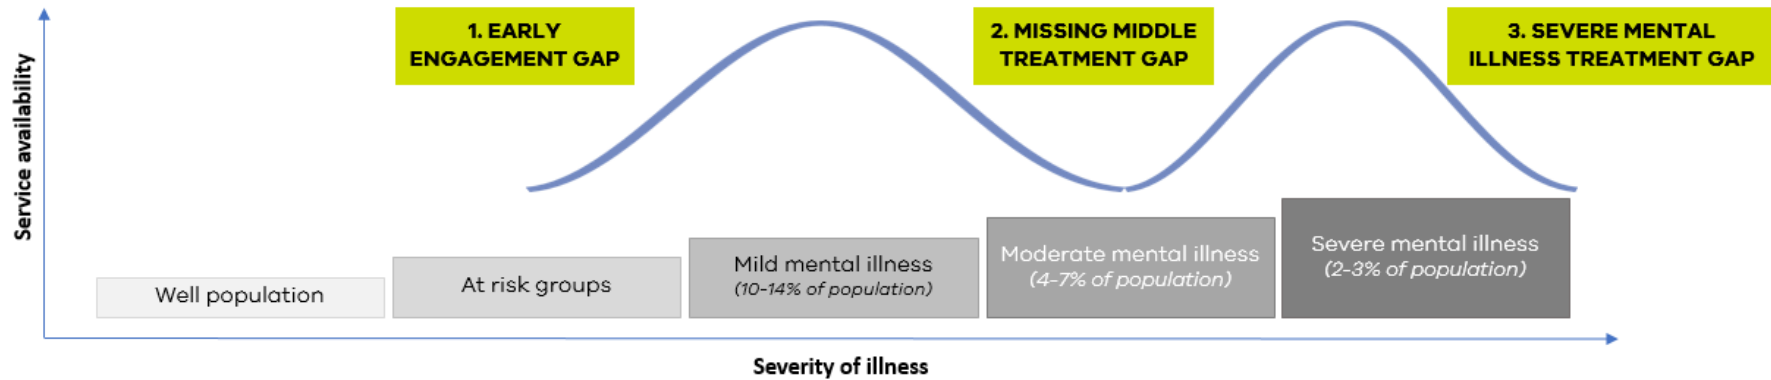 1. EARLY
ENGAGEMENT GAP
2. MISSING MIDDLE
TREATMENT GAP
3. SEVERE MENTAL
ILLNESS TREATMENT GAP
Service availability
Well population
At risk groups
Mild mental illness
(10-14% of population)
Moderate mental illness
(4-7% of population)
Severe mental illness
(2-3% of population)
Severity of illness